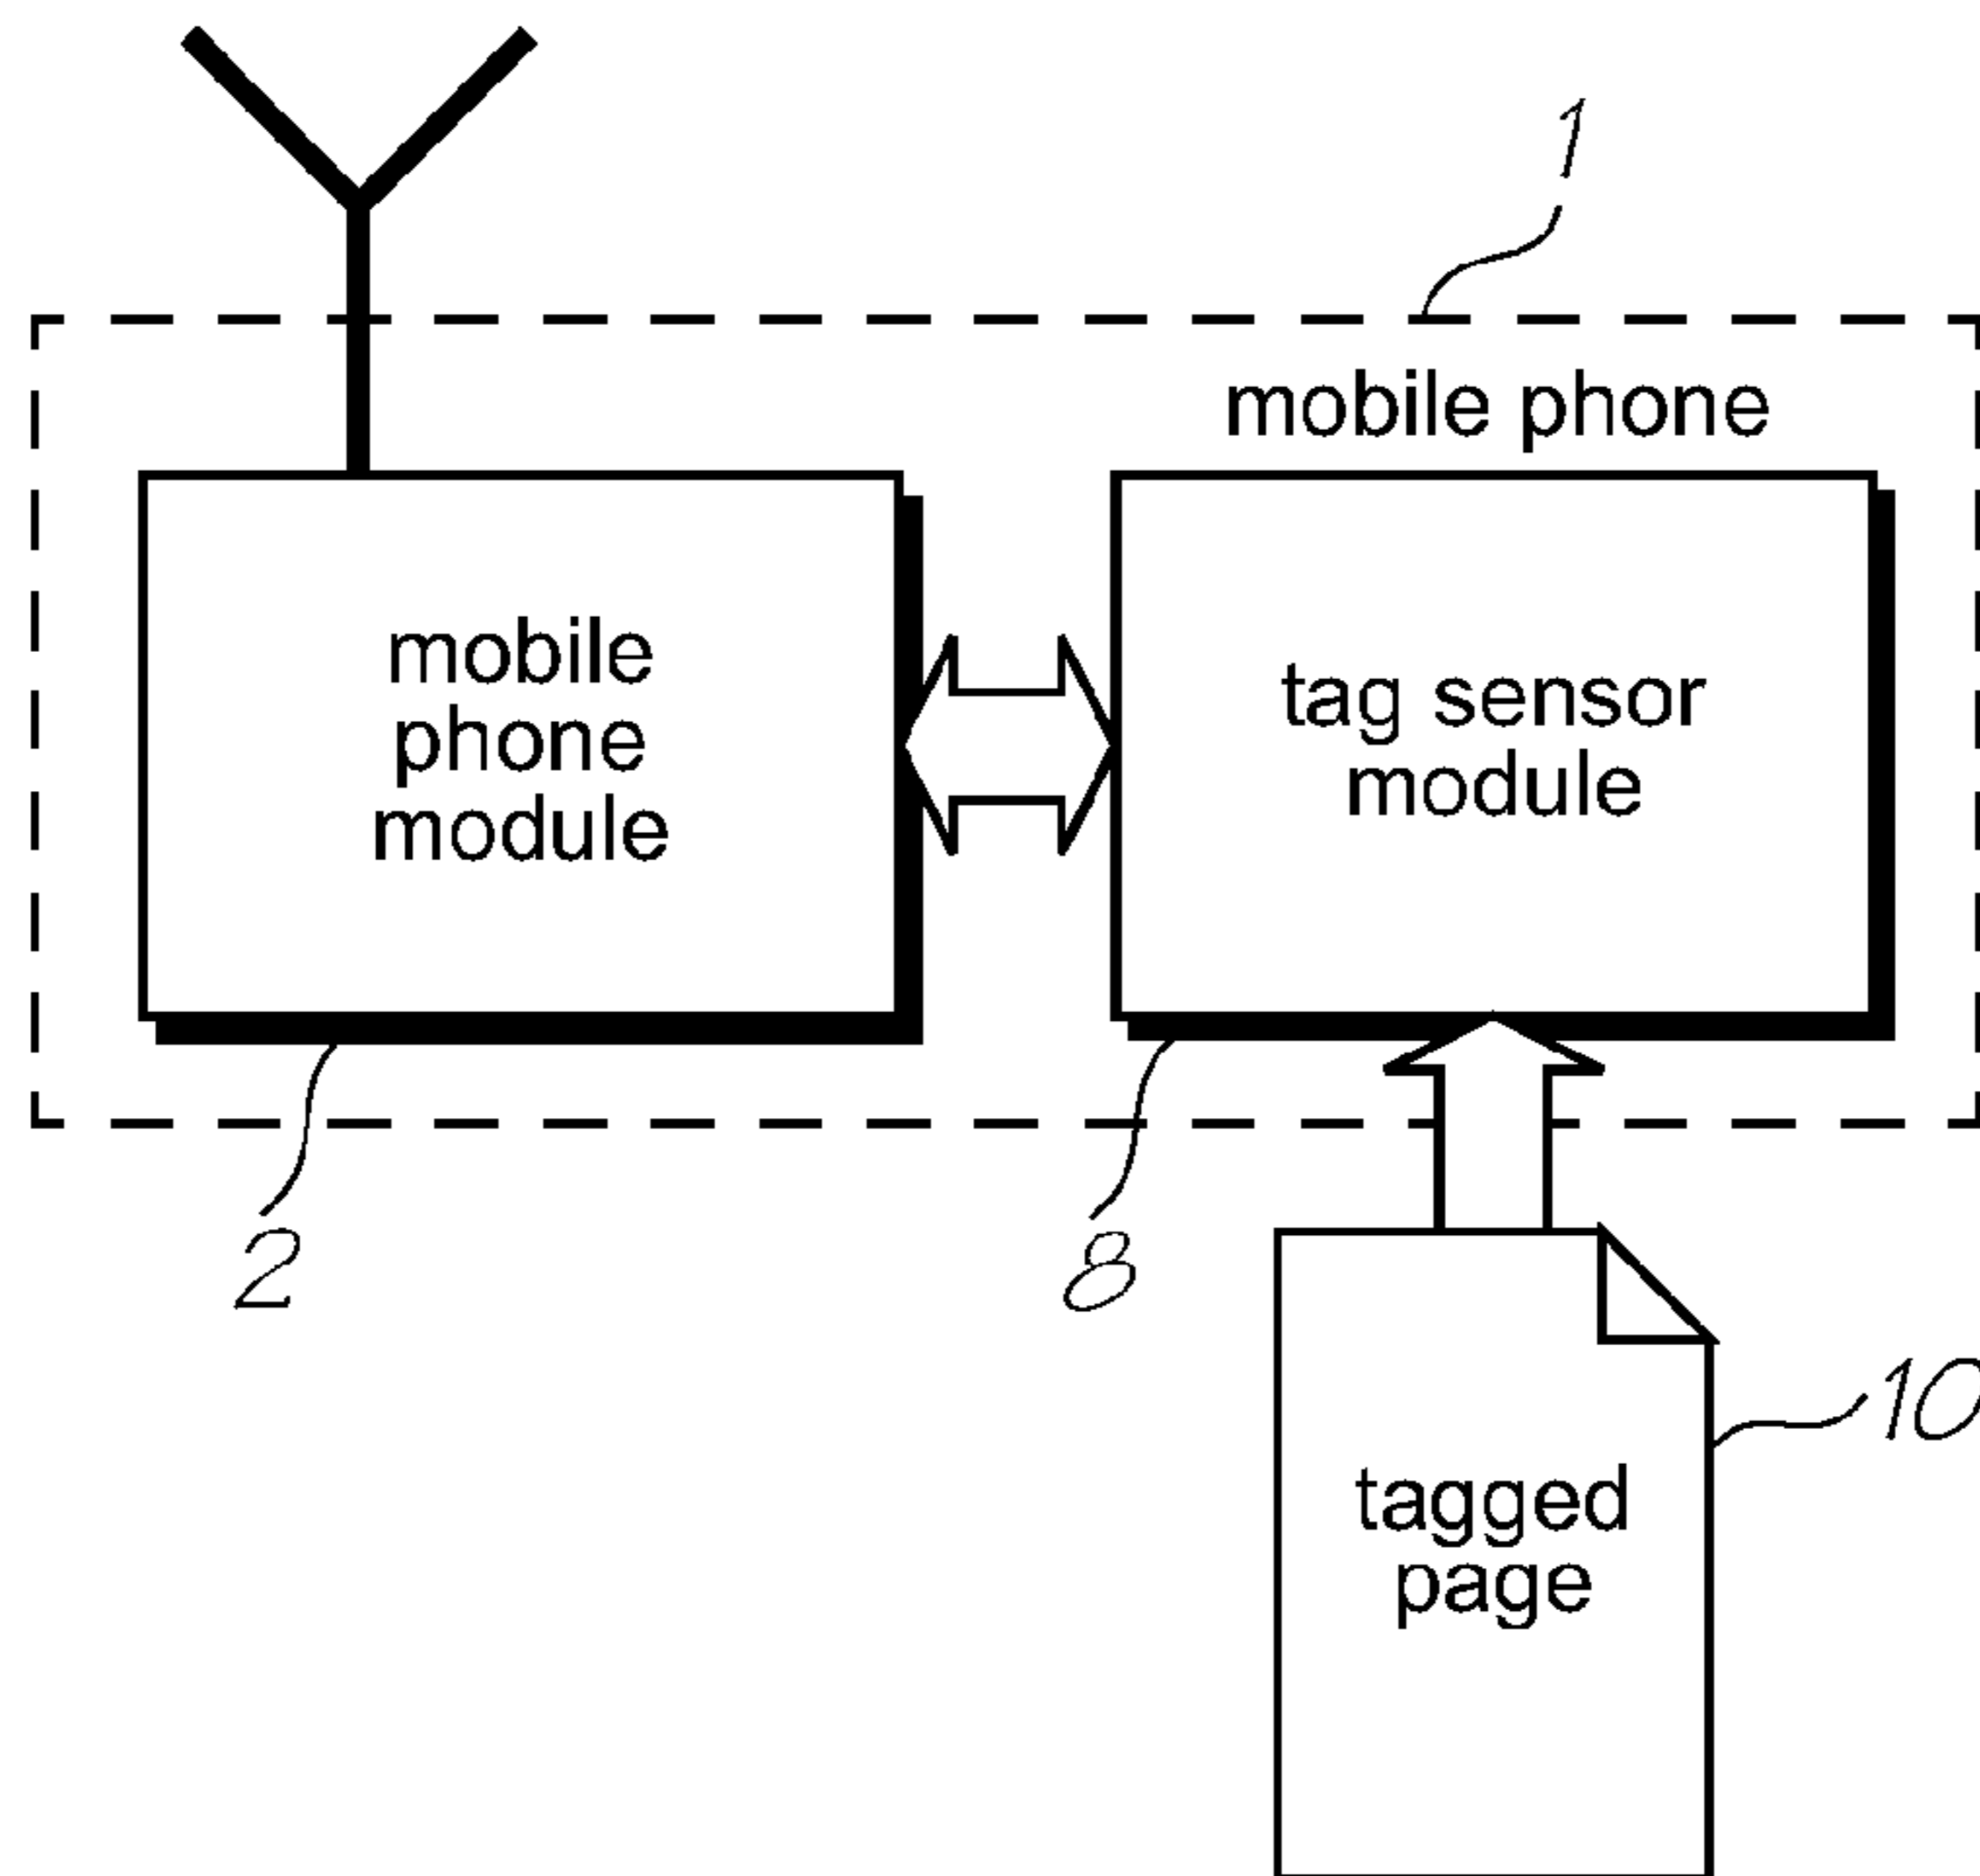 1
mobile phone
mobile
phone
module
tag sensor
module
2
8
10
tagged
page